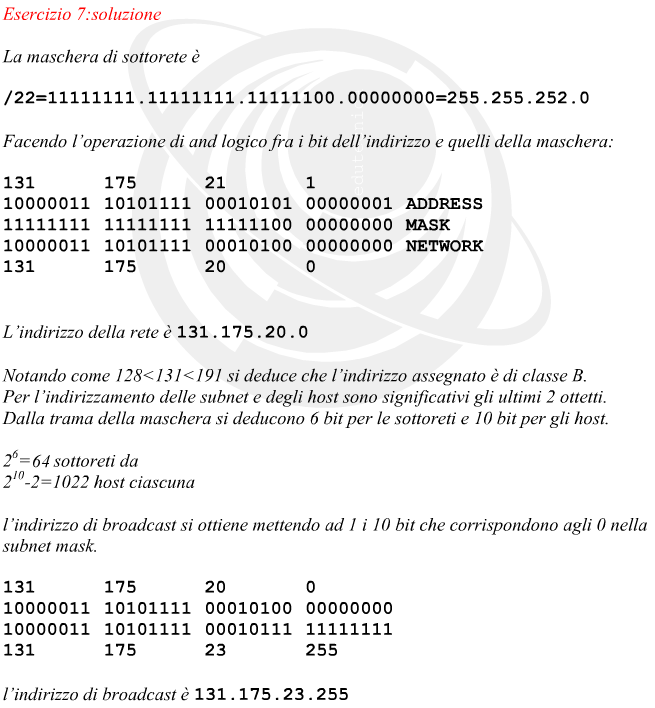 Esercizio 7:soluzione
La maschera di sottorete è
/22=11111111.11111111.11111100.00000000=255.255.252.0
Facendo l'operazione di and logico fra i bit dell'indirizzo e quelli della maschera:
131 175 21 1
10000011 10101111 00010101 00000001 ADDRESS
11111111 11111111 11111100 00000000 MASK
10000011 10101111 00010100 00000000 NETWORK
131 175 20 0
L'indirizzo della rete è 131.175.20.0
Notando come 128<131<191 si deduce che l'indirizzo assegnato è di classe B.
Per l'indirizzamento delle subnet e degli host sono significativi gli ultimi 2 ottetti.
Dalla trama della maschera si deducono 6 bit per le sottoreti e 10 bit per gli host.
2⁶=64 sottoreti da
2¹⁰-2=1022 host ciascuna
l'indirizzo di broadcast si ottiene mettendo ad 1 i 10 bit che corrispondono agli 0 nella
subnet mask.
131 175 20 0
10000011 10101111 00010100 00000000
10000011 10101111 00010111 11111111
131 175 23 255
l'indirizzo di broadcast è 131.175.23.255